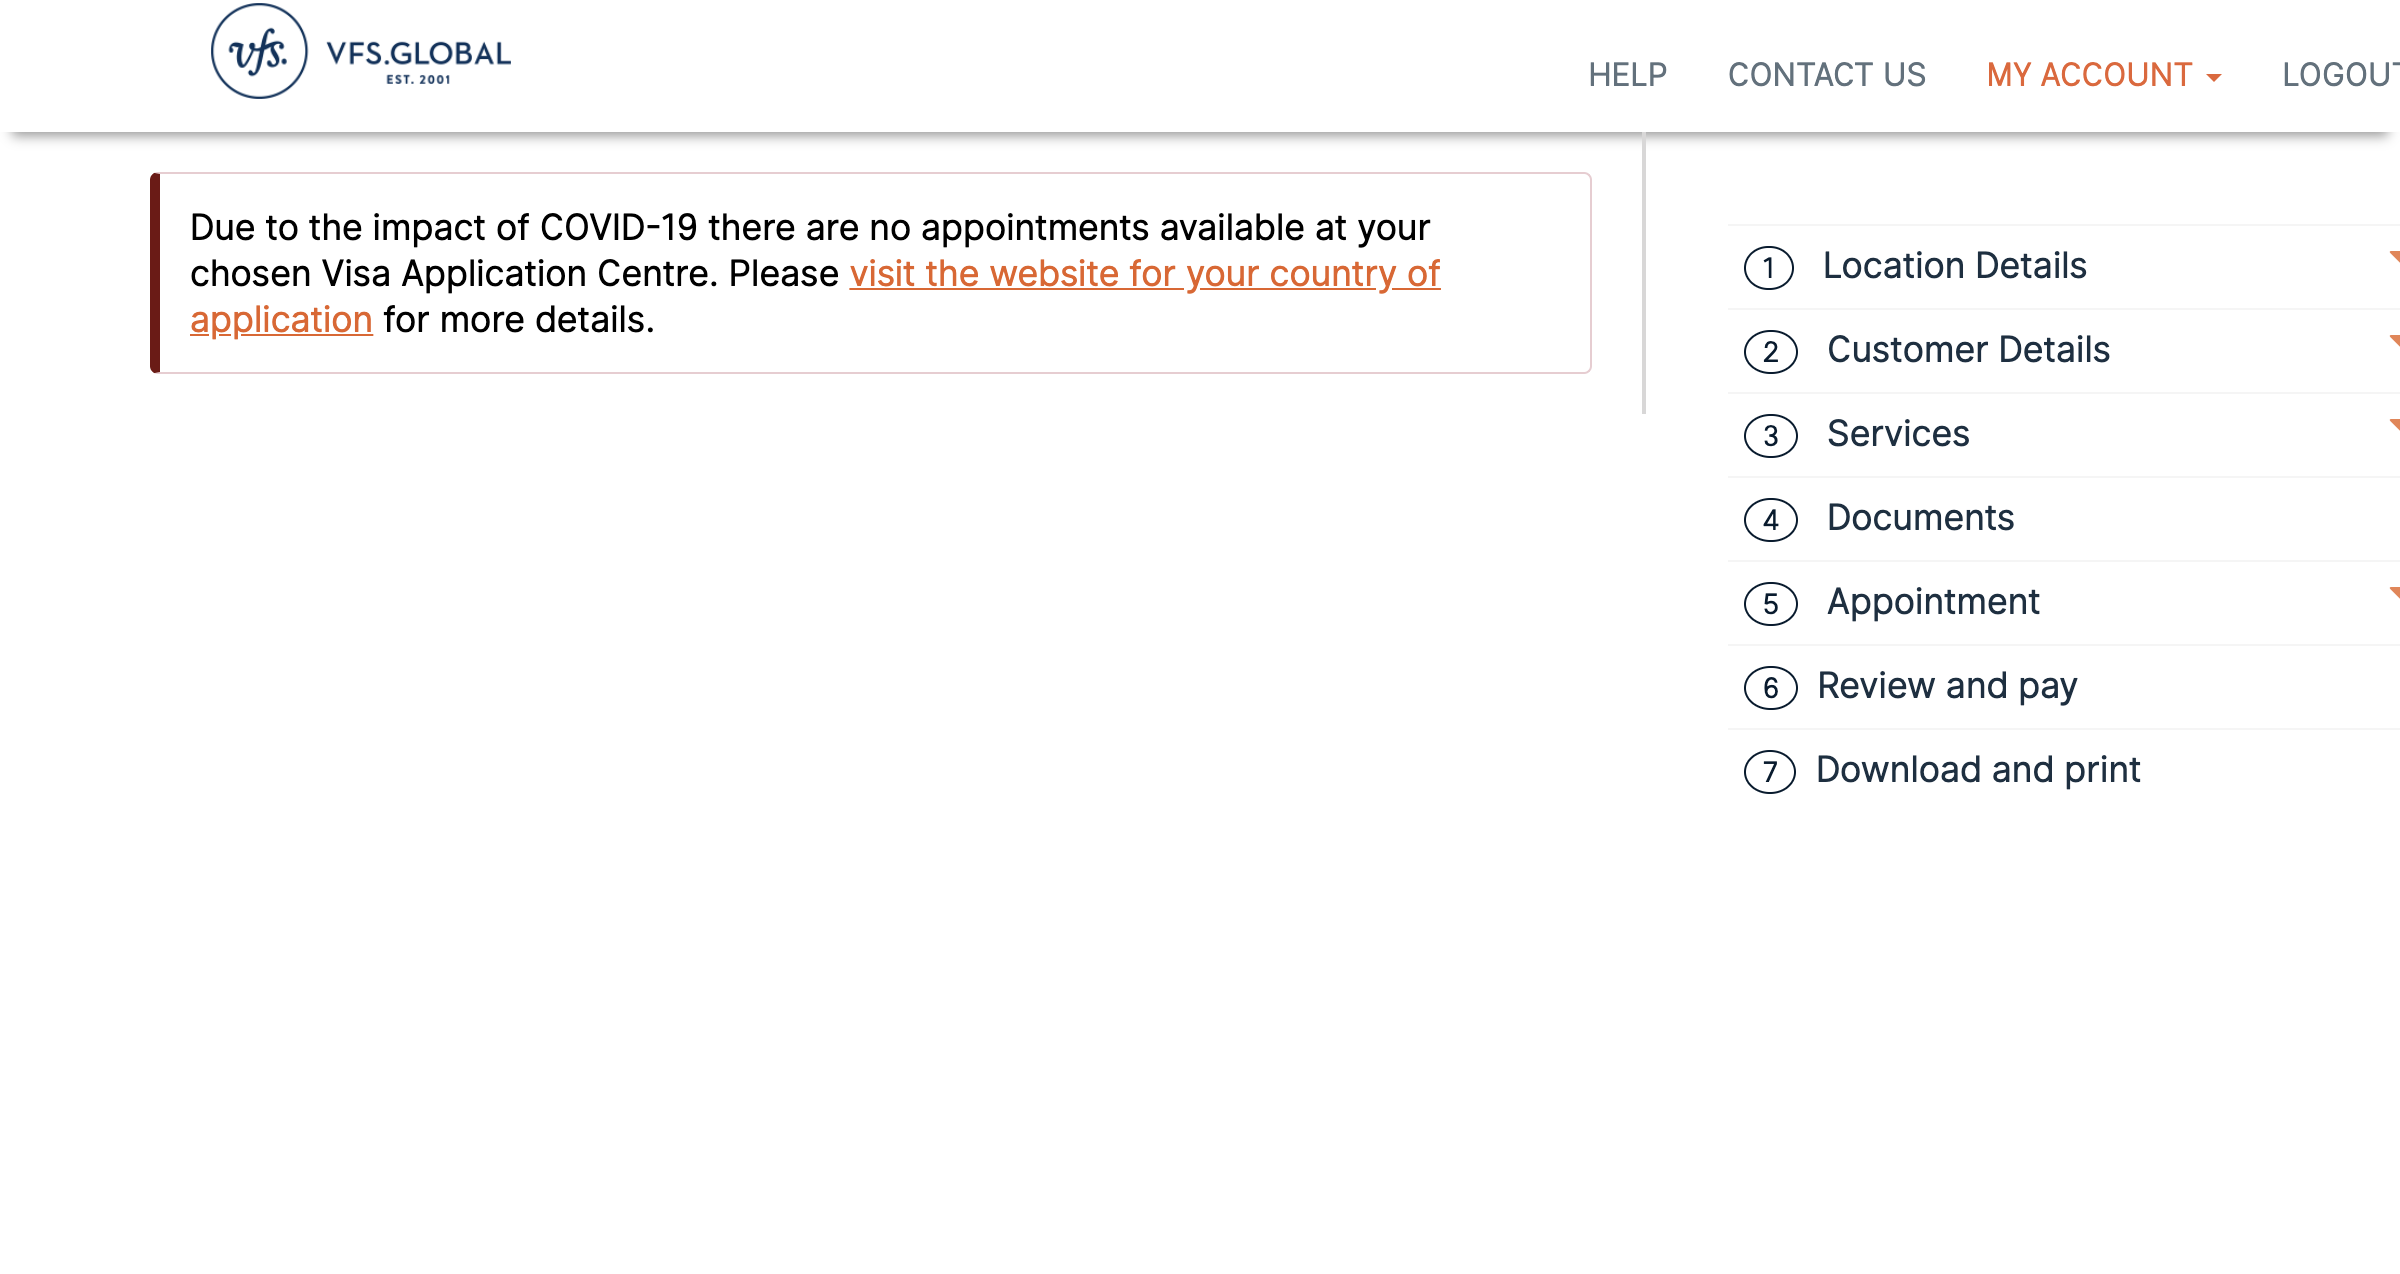 vfs.
VFS.GLOBAL
EST. 2001
HELP
CONTACT US
MY ACCOUNT
LOGOUT
Due to the impact of COVID-19 there are no appointments available at your
chosen Visa Application Centre. Please visit the website for your country of
application for more details.
1 Location Details
2 Customer Details
3 Services
4 Documents
5 Appointment
6 Review and pay
7 Download and print